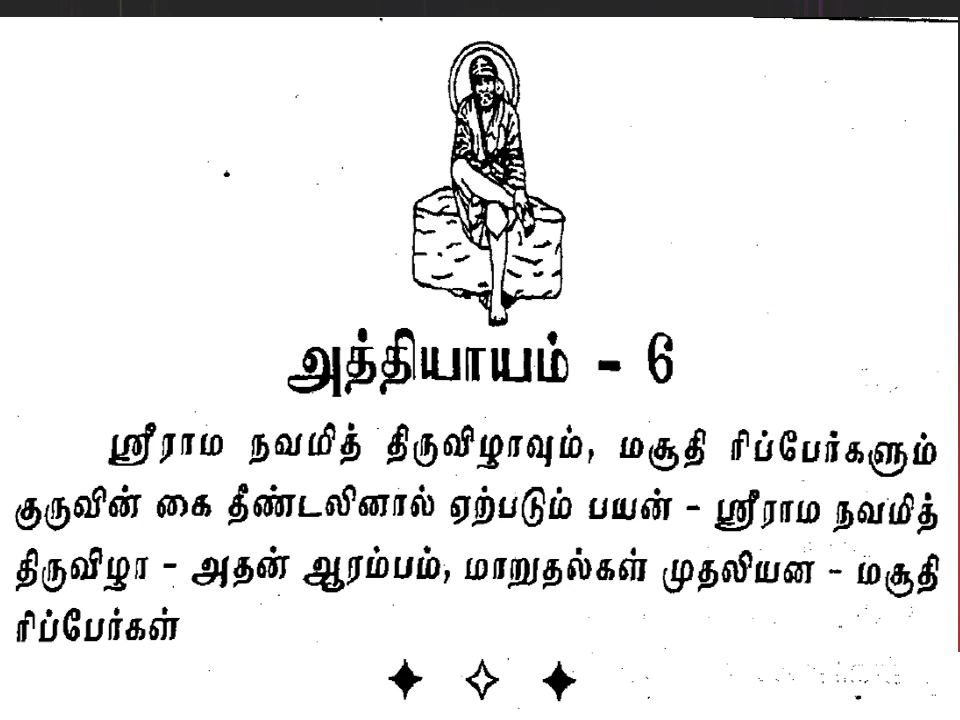 அத்தியாயம் - 6
ஸ்ரீராம நவமித் திருவிழாவும், மசூதி ரிப்பேர்களும்
குருவின் கை தீண்டலினால் ஏற்படும் பயன் - ஸ்ரீராம நவமித்
திருவிழா - அதன் ஆரம்பம், மாறுதல்கள் முதலியன - மசூதி
ரிப்பேர்கள்